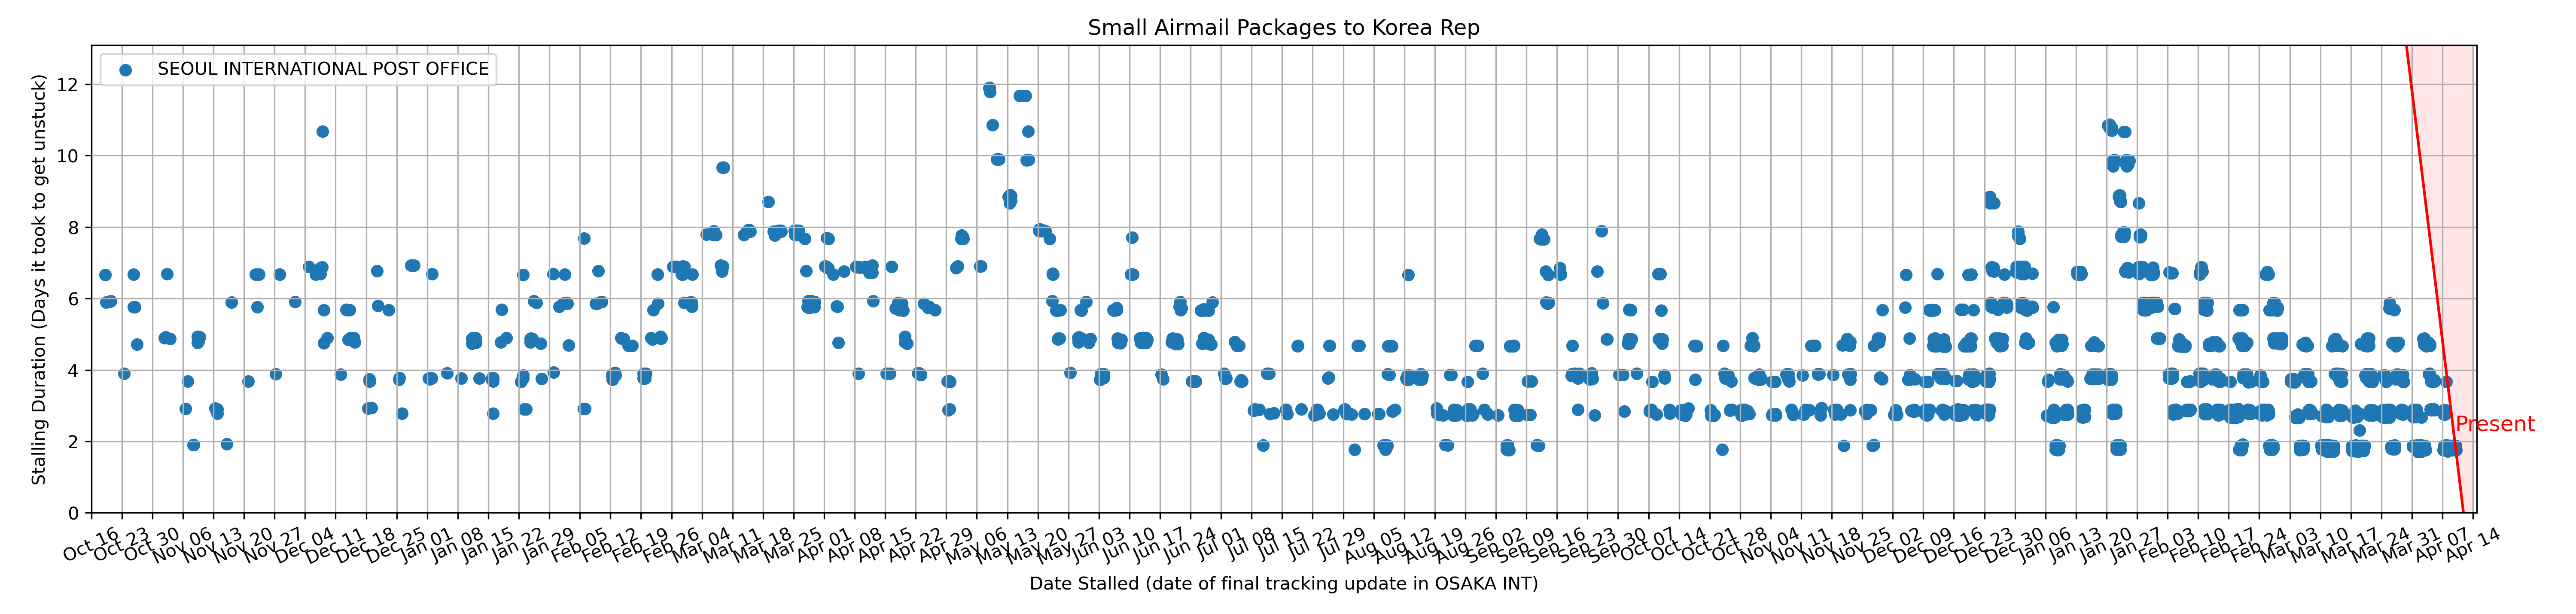 Small Airmail Packages to Korea Rep
SEOUL INTERNATIONAL POST OFFICE
Stalling Duration (Days it took to get unstuck)
12
10
8
6
4
2
0
Present
Oct 16 Oct 23 Oct 30 Nov 06 Nov 13 Nov 20 Nov 27 Dec 04 Dec 11 Dec 18 Dec 25 Jan 01 Jan 08 Jan 15 Jan 22 Jan 29 Feb 05 Feb 12 Feb 19 Feb 26 Mar 04 Mar 11 Mar 18 Mar 25 Apr 01 Apr 08 Apr 15 Apr 22 Apr 29 May 06 May 13 May 20 May 27 Jun 03 Jun 10 Jun 17 Jun 24 Jul 01 Jul 08 Jul 15 Jul 22 Jul 29 Aug 05 Aug 12 Aug 19 Aug 26 Sep 02 Sep 09 Sep 16 Sep 23 Sep 30 Oct 07 Oct 14 Oct 21 Oct 28 Nov 04 Nov 11 Nov 18 Nov 25 Dec 02 Dec 09 Dec 16 Dec 23 Dec 30 Jan 06 Jan 13 Jan 20 Jan 27 Feb 03 Feb 10 Feb 17 Feb 24 Mar 03 Mar 10 Mar 17 Mar 24 Mar 31 Apr 07 Apr 14
Date Stalled (date of final tracking update in OSAKA INT)